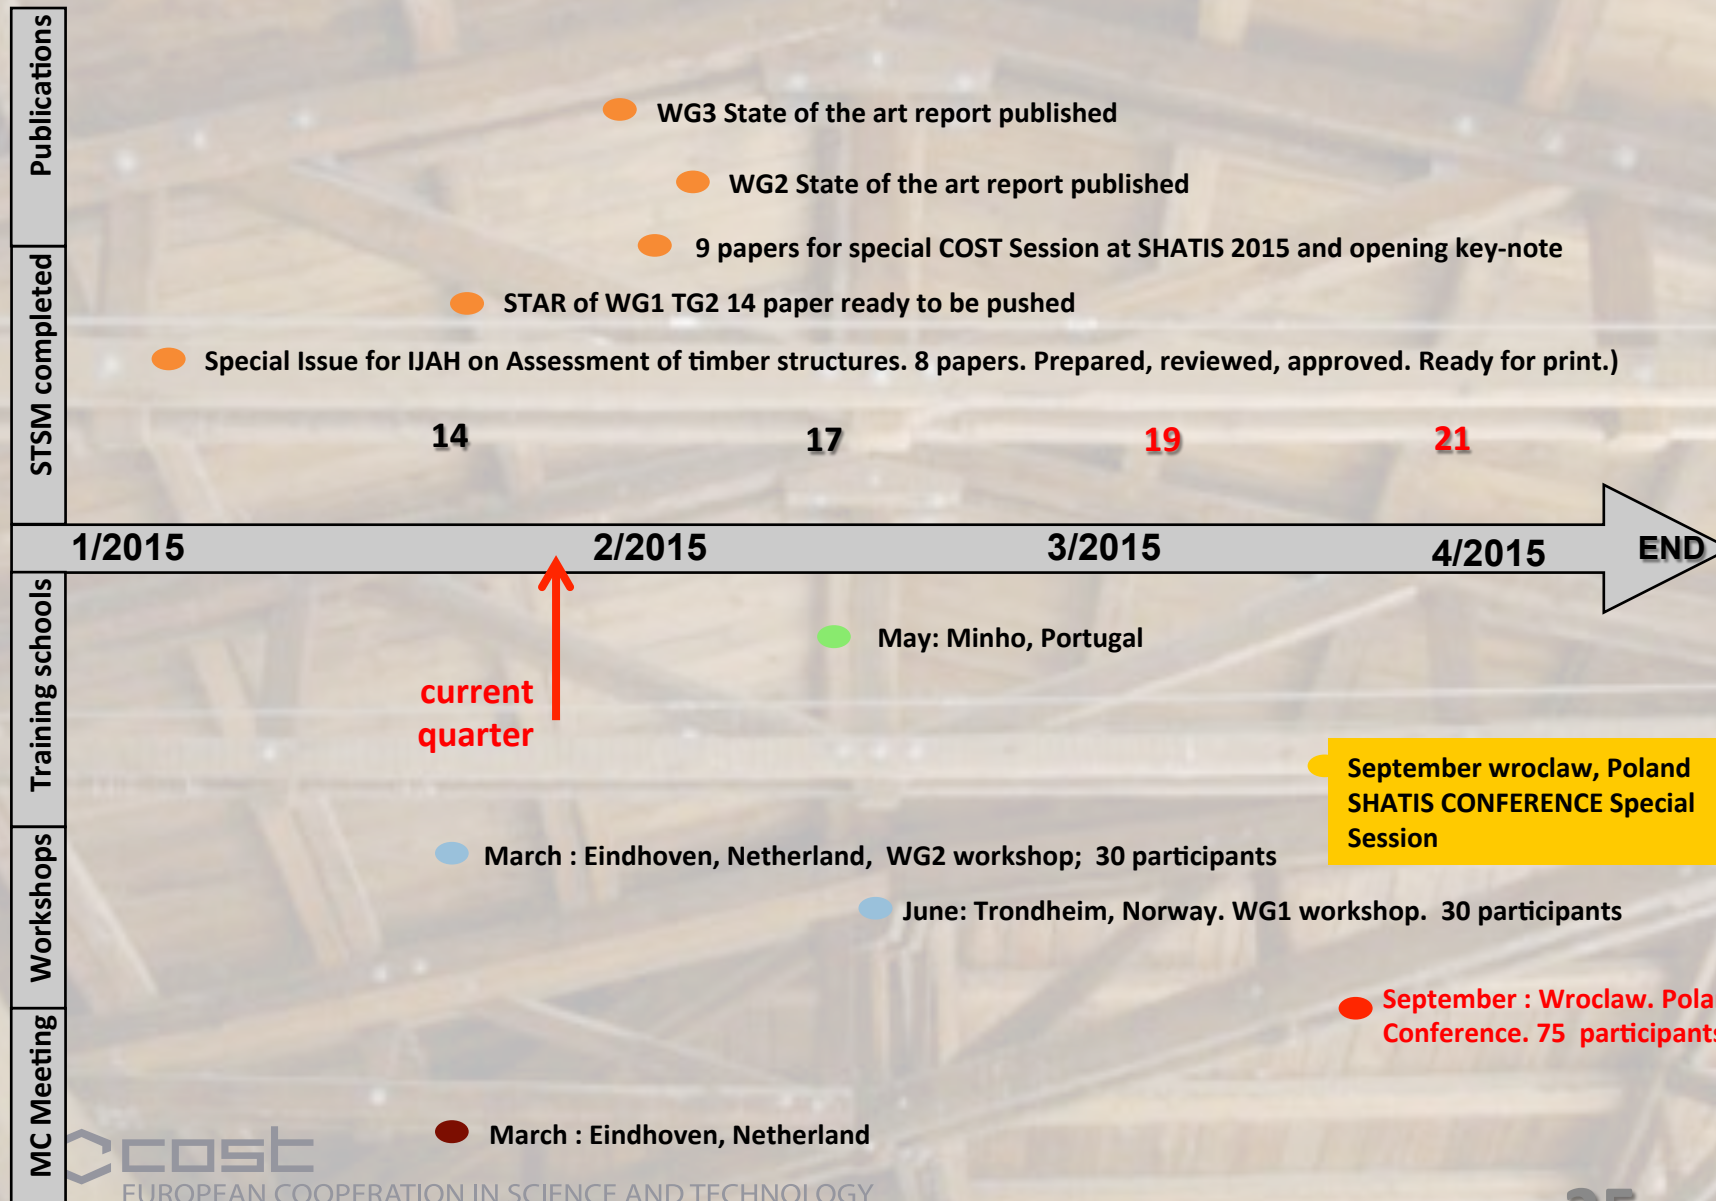 Publications
WG3 State of the art report published
WG2 State of the art report published
9 papers for special COST Session at SHATIS 2015 and opening key-note
STSM completed
STAR of WG1 TG2 14 paper ready to be pushed
Special Issue for IJAH on Assessment of timber structures. 8 papers. Prepared, reviewed, approved. Ready for print.)
14 17 19 21
1/2015 2/2015 3/2015 4/2015 END
Training schools
May: Minho, Portugal
current
quarter
September wroclaw, Poland
SHATIS CONFERENCE Special
Session
Workshops
March : Eindhoven, Netherland, WG2 workshop; 30 participants
June: Trondheim, Norway. WG1 workshop. 30 participants
September : Wroclaw. Pola
Conference. 75 participants
MC Meeting
March : Eindhoven, Netherland
cost
EUROPEAN COOPERATION IN SCIENCE AND TECHNOLOGY